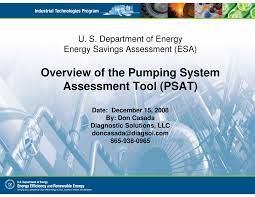 Industrial Technologies Program
U. S. Department of Energy
Energy Savings Assessment (ESA)
Overview of the Pumping System
Assessment Tool (PSAT)
Date: December 15, 2008
By: Don Casada
Diagnostic Solutions, LLC
doncasada@diagsol.com
865-938-0965
U.S. Department of Energy
Energy Efficiency and Renewable Energy